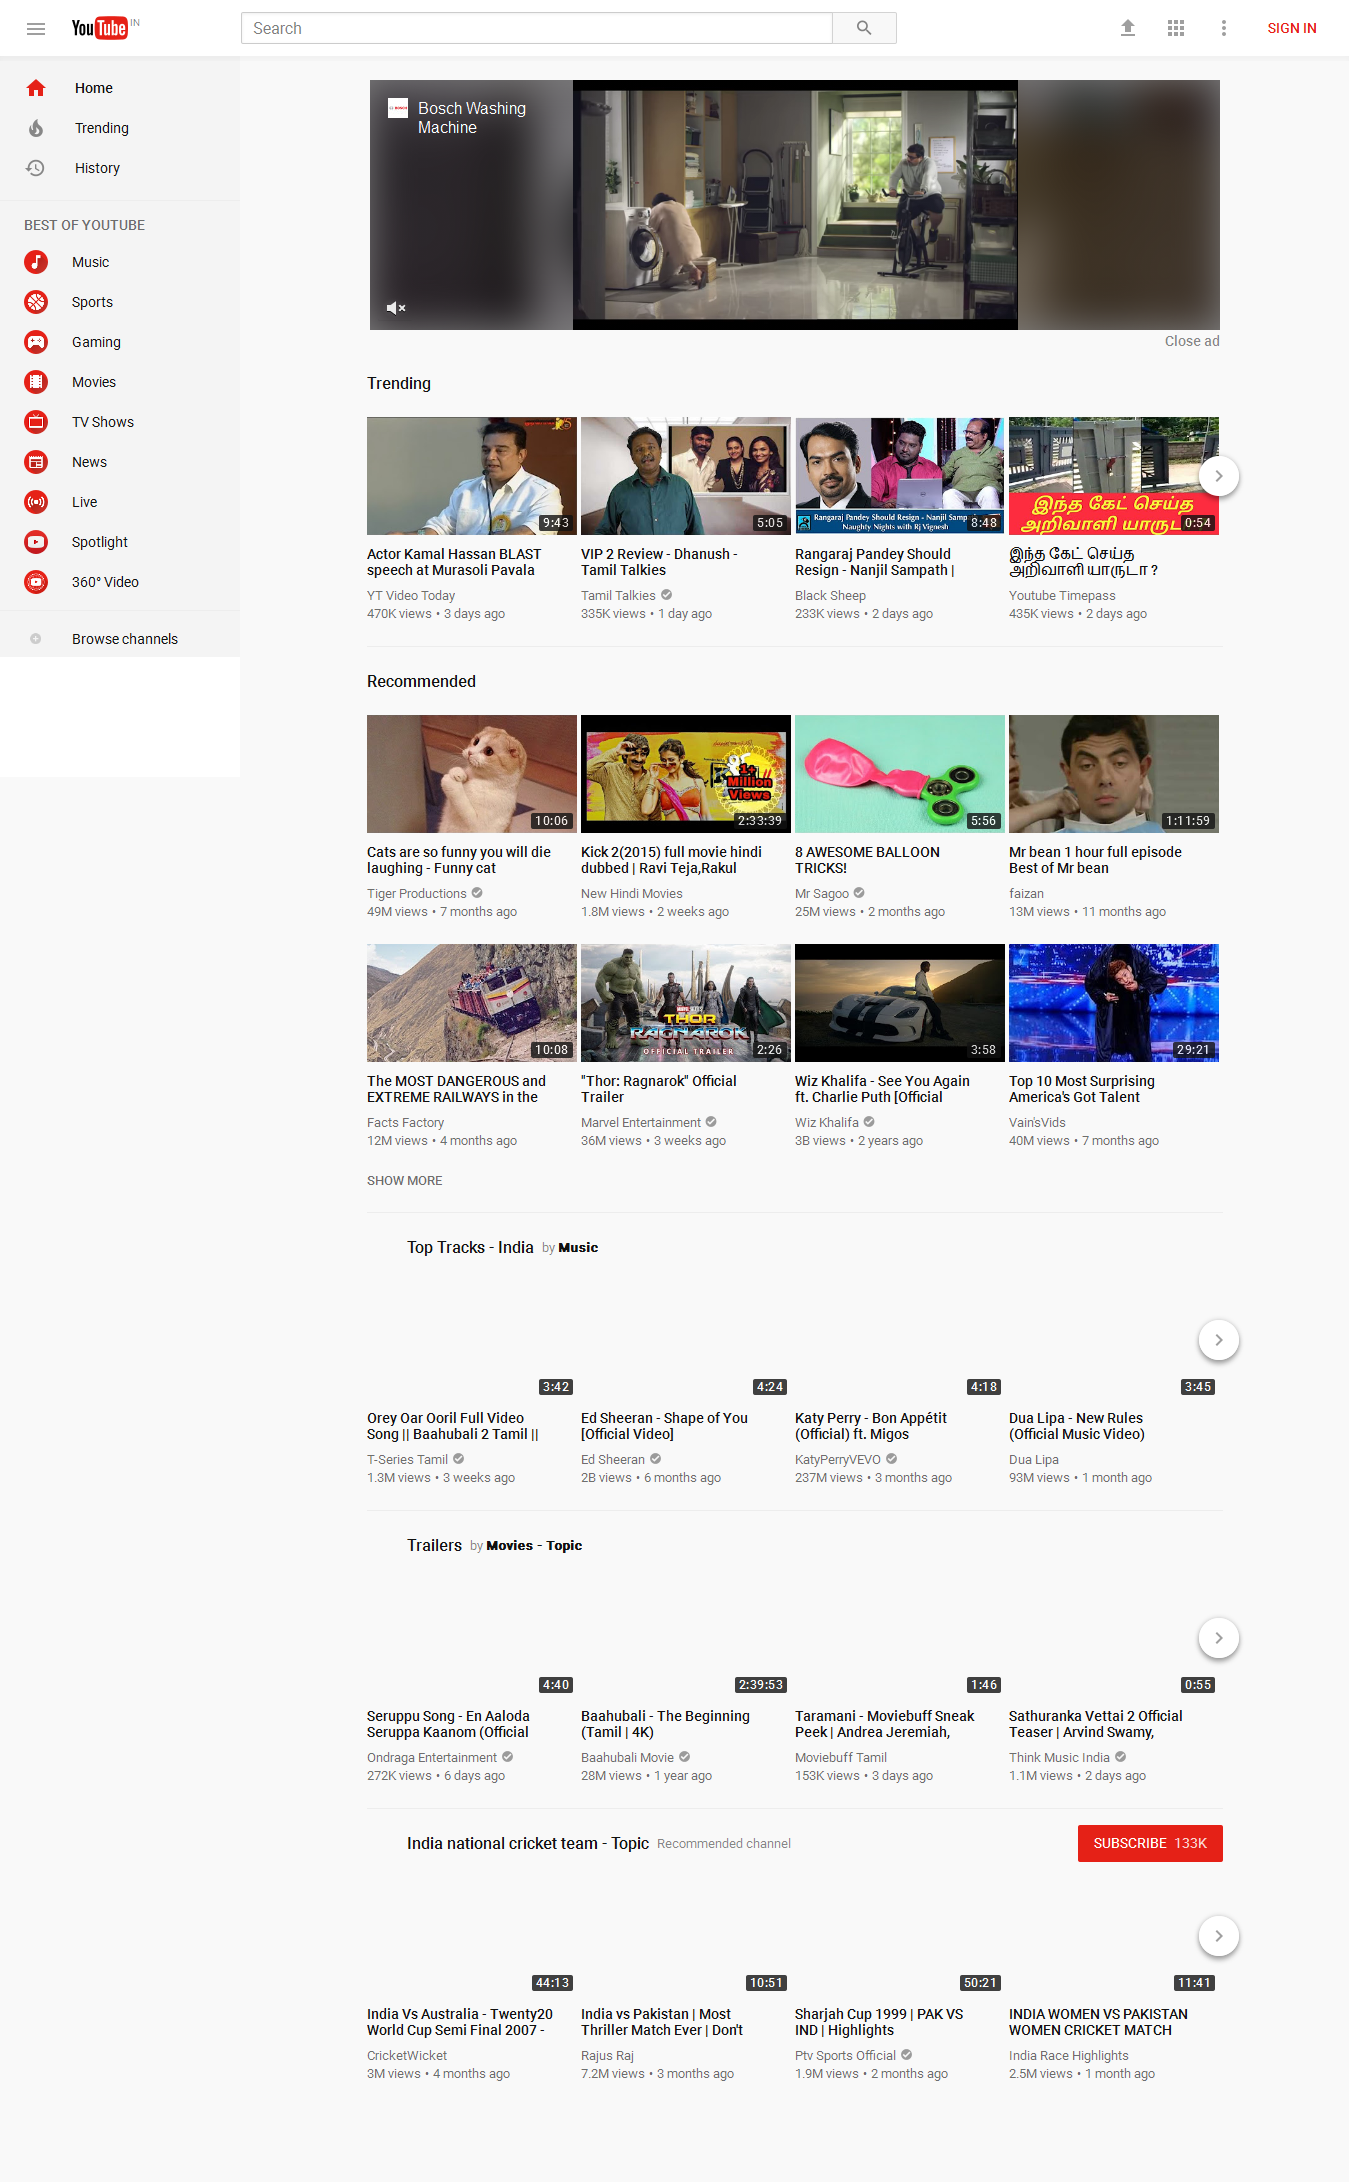 YouTube IN
Search
SIGN IN
Home
Trending
History
BEST OF YOUTUBE
Music
Sports
Gaming
Movies
TV Shows
News
Live
Spotlight
360° Video
Browse channels
BOSCH
Bosch Washing
Machine
Close ad
Trending
9:43
5:05
Rangaraj Pandey Should Resign - Nanjil Samp
Naughty Nights with Rj Vignesh
8:48
இந்த கேட் செய்த
அறிவாளி யாருட
0:54
Actor Kamal Hassan BLAST
speech at Murasoli Pavala
YT Video Today
470K views • 3 days ago
VIP 2 Review - Dhanush -
Tamil Talkies
Tamil Talkies
335K views • 1 day ago
Rangaraj Pandey Should
Resign - Nanjil Sampath |
Black Sheep
233K views • 2 days ago
இந்த கேட் செய்த
அறிவாளி யாருடா ?
Youtube Timepass
435K views • 2 days ago
Recommended
10:06
1+
Million
Views
2:33:39
5:56
1:11:59
Cats are so funny you will die
laughing - Funny cat
Tiger Productions
49M views • 7 months ago
Kick 2(2015) full movie hindi
dubbed | Ravi Teja,Rakul
New Hindi Movies
1.8M views • 2 weeks ago
8 AWESOME BALLOON
TRICKS!
Mr Sagoo
25M views • 2 months ago
Mr bean 1 hour full episode
Best of Mr bean
faizan
13M views • 11 months ago
10:08
MARVEL STUDIOS
THOR
RAGNAROK
OFFICIAL TRAILER
2:26
3:58
29:21
The MOST DANGEROUS and
EXTREME RAILWAYS in the
Facts Factory
12M views • 4 months ago
"Thor: Ragnarok" Official
Trailer
Marvel Entertainment
36M views • 3 weeks ago
Wiz Khalifa - See You Again
ft. Charlie Puth [Official
Wiz Khalifa
3B views • 2 years ago
Top 10 Most Surprising
America's Got Talent
Vain'sVids
40M views • 7 months ago
SHOW MORE
Top Tracks - India by Music
3:42
4:24
4:18
3:45
Orey Oar Ooril Full Video
Song || Baahubali 2 Tamil ||
T-Series Tamil
1.3M views • 3 weeks ago
Ed Sheeran - Shape of You
[Official Video]
Ed Sheeran
2B views • 6 months ago
Katy Perry - Bon Appétit
(Official) ft. Migos
KatyPerryVEVO
237M views • 3 months ago
Dua Lipa - New Rules
(Official Music Video)
Dua Lipa
93M views • 1 month ago
Trailers by Movies - Topic
4:40
2:39:53
1:46
0:55
Seruppu Song - En Aaloda
Seruppa Kaanom (Official
Ondraga Entertainment
272K views • 6 days ago
Baahubali - The Beginning
(Tamil | 4K)
Baahubali Movie
28M views • 1 year ago
Taramani - Moviebuff Sneak
Peek | Andrea Jeremiah,
Moviebuff Tamil
153K views • 3 days ago
Sathuranka Vettai 2 Official
Teaser | Arvind Swamy,
Think Music India
1.1M views • 2 days ago
India national cricket team - Topic Recommended channel
SUBSCRIBE 133K
44:13
10:51
50:21
11:41
India Vs Australia - Twenty20
World Cup Semi Final 2007 -
CricketWicket
3M views • 4 months ago
India vs Pakistan | Most
Thriller Match Ever | Don't
Rajus Raj
7.2M views • 3 months ago
Sharjah Cup 1999 | PAK VS
IND | Highlights
Ptv Sports Official
1.9M views • 2 months ago
INDIA WOMEN VS PAKISTAN
WOMEN CRICKET MATCH
India Race Highlights
2.5M views • 1 month ago